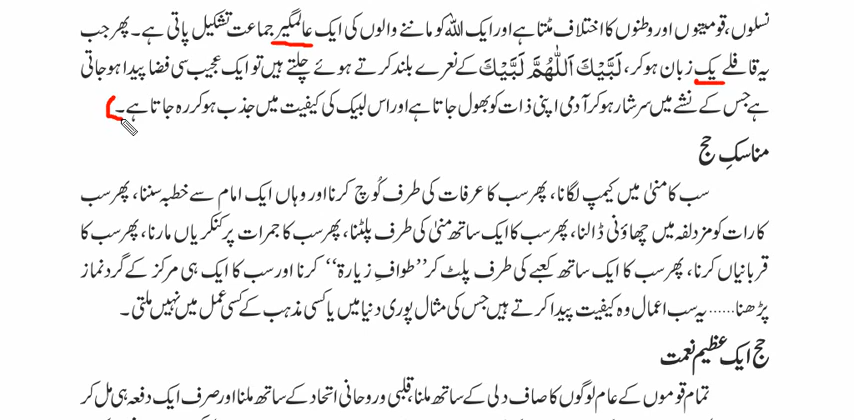 نسلوں، قومیتوں اور وطنوں کا اختلاف مٹتا ہے اور ایک اللہ کو ماننے والوں کی ایک عالمگیر جماعت تشکیل پاتی ہے۔ پھر جب
یہ قافلے یک زبان ہو کر، لَبَّيْكَ اَللّٰهُمَّ لَبَّيْكَ کے نعرے بلند کرتے ہوئے چلتے ہیں تو ایک عجیب سی فضا پیدا ہو جاتی
ہے جس کے نشے میں سرشار ہو کر آدمی اپنی ذات کو بھول جاتا ہے اور اس لبیک کی کیفیت میں جذب ہو کر رہ جاتا ہے۔
مناسکِ حج
سب کا منیٰ میں کیمپ لگانا، پھر سب کا عرفات کی طرف کُوچ کرنا اور وہاں ایک امام سے خطبہ سننا، پھر سب
کا رات کو مزدلفہ میں چھاؤنی ڈالنا، پھر سب کا ایک ساتھ منیٰ کی طرف پلٹنا، پھر سب کا جمرات پر کنکریاں مارنا، پھر سب کا
قربانیاں کرنا، پھر سب کا ایک ساتھ کعبے کی طرف پلٹ کر ’’طوافِ زیارۃ‘‘ کرنا اور سب کا ایک ہی مرکز کے گرد نماز
پڑھنا...... یہ سب اعمال وہ کیفیت پیدا کرتے ہیں جس کی مثال پوری دنیا میں یا کسی مذہب کے کسی عمل میں نہیں ملتی ۔
حج ایک عظیم نعمت
تمام قوموں کے عام لوگوں کا صاف دلی کے ساتھ ملنا، قلبی و روحانی اتحاد کے ساتھ ملنا اور صرف ایک دفعہ ہی مل کر